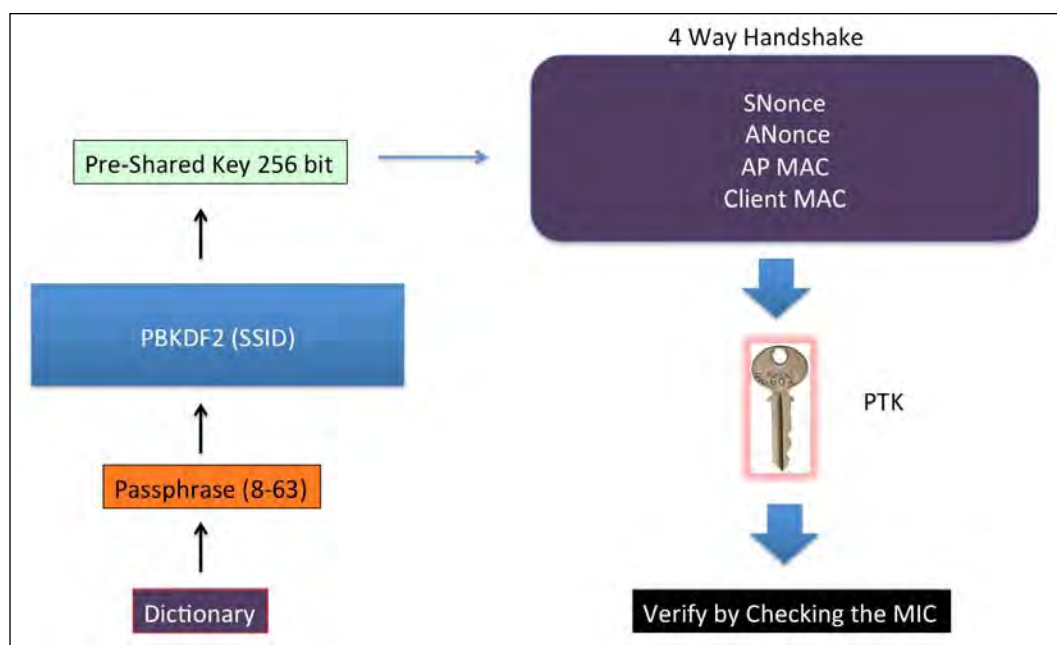 4 Way Handshake
SNonce
ANonce
AP MAC
Client MAC
Pre-Shared Key 256 bit
PBKDF2 (SSID)
PTK
Passphrase (8-63)
Dictionary
Verify by Checking the MIC